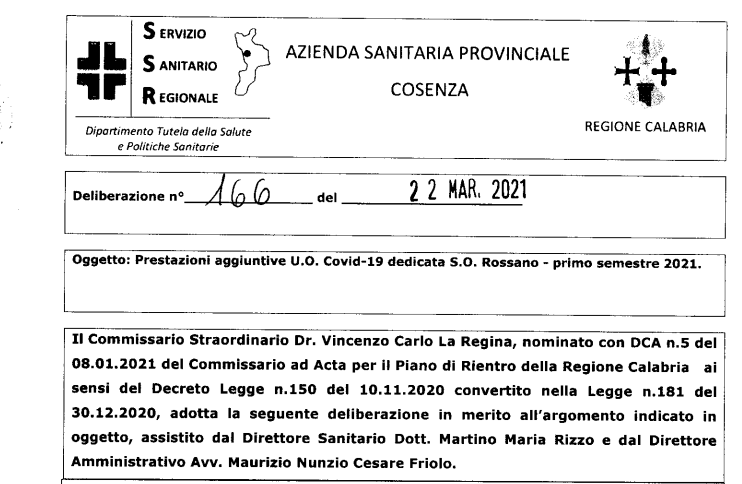 SERVIZIO
SANITARIO
REGIONALE
Dipartimento Tutela della Salute
e Politiche Sanitarie
AZIENDA SANITARIA PROVINCIALE
COSENZA
REGIONE CALABRIA
Deliberazione n° 166 del 22 MAR. 2021
Oggetto: Prestazioni aggiuntive U.O. Covid-19 dedicata S.O. Rossano - primo semestre 2021.
Il Commissario Straordinario Dr. Vincenzo Carlo La Regina, nominato con DCA n.5 del
08.01.2021 del Commissario ad Acta per il Piano di Rientro della Regione Calabria ai
sensi del Decreto Legge n.150 del 10.11.2020 convertito nella Legge n.181 del
30.12.2020, adotta la seguente deliberazione in merito all'argomento indicato in
oggetto, assistito dal Direttore Sanitario Dott. Martino Maria Rizzo e dal Direttore
Amministrativo Avv. Maurizio Nunzio Cesare Friolo.